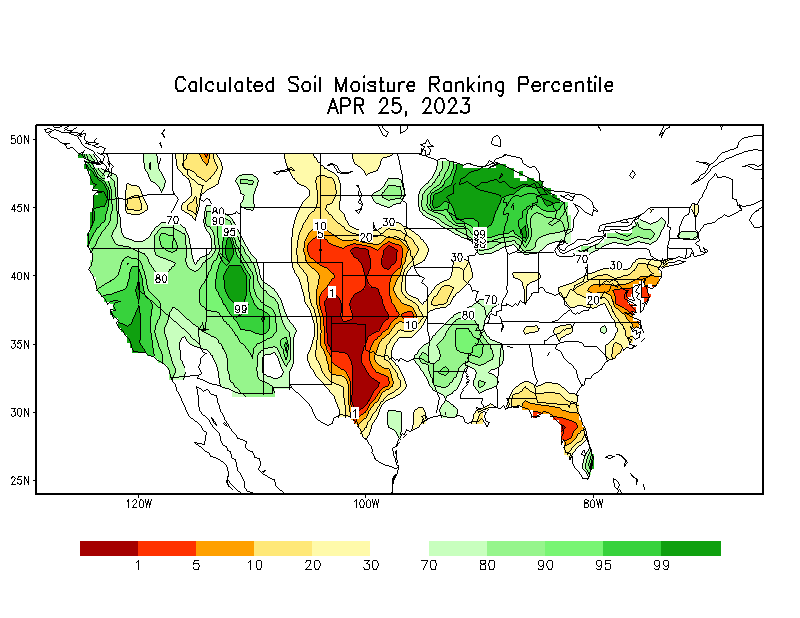 Calculated Soil Moisture Ranking Percentile
APR 25, 2023
50N
45N
40N
35N
30N
25N
120W
100W
80W
80
70
90
95
10
5
20
30
99
70
30
30
80
1
20
99
70
80
10
1
1 5 10 20 30 70 80 90 95 99